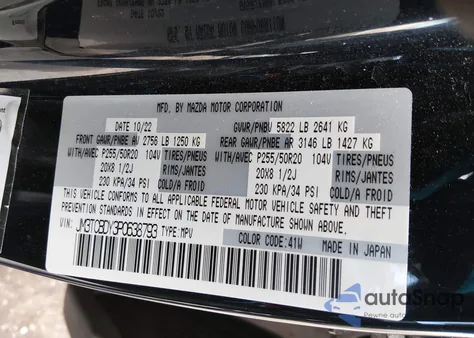 MFD. BY MAZDA MOTOR CORPORATION
DATE 10/22 GVWR/PNBV 5822 LB 2641 KG
FRONT GAWR/PNBE AV 2756 LB 1250 KG REAR GAWR/PNBE AR 3146 LB 1427 KG
WITH/AVEC P255/50R20 104V TIRES/PNEUS WITH/AVEC P255/50R20 104V TIRES/PNEUS
20X8 1/2J RIMS/JANTES 20X8 1/2J RIMS/JANTES
230 KPA/34 PSI COLD/A FROID 230 KPA/34 PSI COLD/A FROID
THIS VEHICLE CONFORMS TO ALL APPLICABLE FEDERAL MOTOR VEHICLE SAFETY AND THEFT
PREVENTION STANDARDS IN EFFECT ON THE DATE OF MANUFACTURE SHOWN ABOVE.
VIN: JM3TCBDY3P0638793 TYPE:MPV COLOR CODE:41W MADE IN JAPAN
autoSnap
Pewne auto